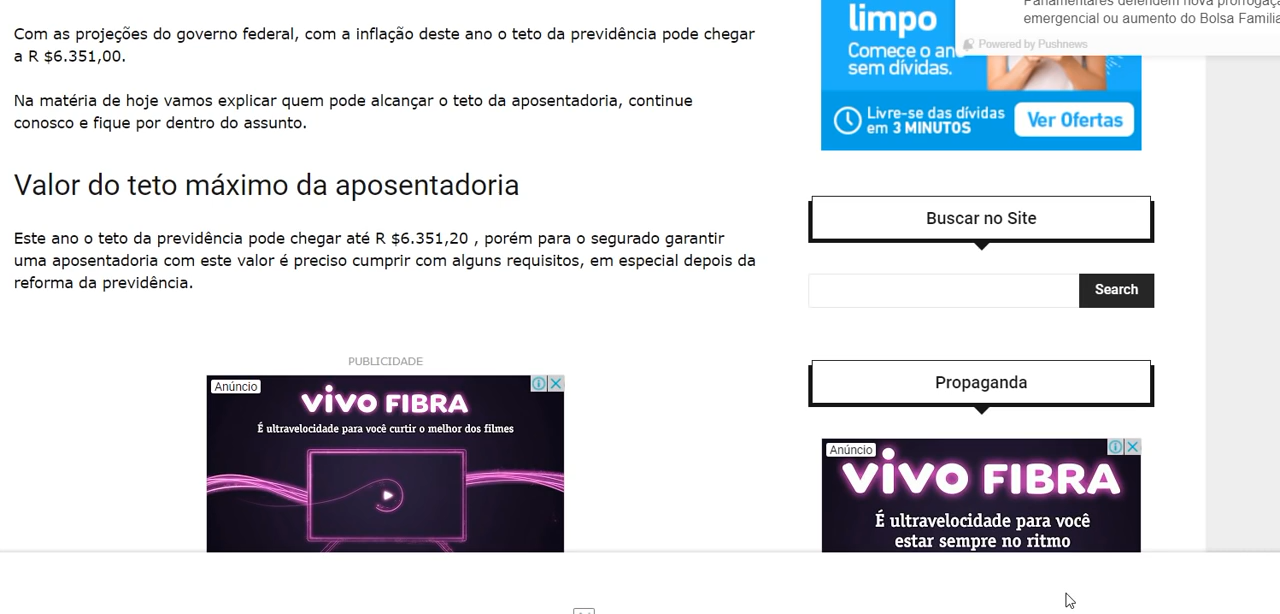 Com as projeções do governo federal, com a inflação deste ano o teto da previdência pode chegar
a R $6.351,00.
Na matéria de hoje vamos explicar quem pode alcançar o teto da aposentadoria, continue
conosco e fique por dentro do assunto.
Valor do teto máximo da aposentadoria
Este ano o teto da previdência pode chegar até R $6.351,20 , porém para o segurado garantir
uma aposentadoria com este valor é preciso cumprir com alguns requisitos, em especial depois da
reforma da previdência.
PUBLICIDADE
Anúncio
vivo FIBRA
É ultravelocidade para você curtir o melhor dos filmes
emergencial ou aumento do Bolsa Familia
Powered by Pushnews
limpo
Comece o an
sem dívidas.
Livre-se das dívidas
em 3 MINUTOS
Ver Ofertas
Buscar no Site
Search
Propaganda
Anúncio
vivo FIBRA
É ultravelocidade para você
estar sempre no ritmo